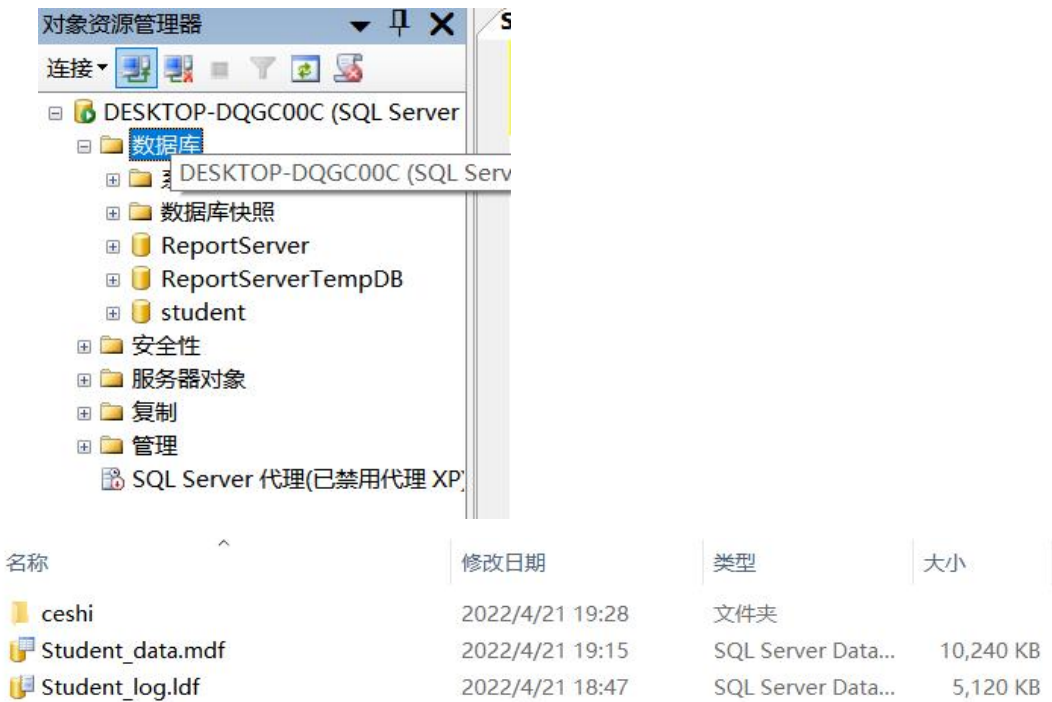 对象资源管理器
连接
DESKTOP-DQGC00C (SQL Server
数据库
DESKTOP-DQGC00C (SQL Serv
数据库快照
ReportServer
ReportServerTempDB
student
安全性
服务器对象
复制
管理
SQL Server 代理(已禁用代理 XP)
名称 修改日期 类型 大小
ceshi 2022/4/21 19:28 文件夹
Student_data.mdf 2022/4/21 19:15 SQL Server Data... 10,240 KB
Student_log.ldf 2022/4/21 18:47 SQL Server Data... 5,120 KB